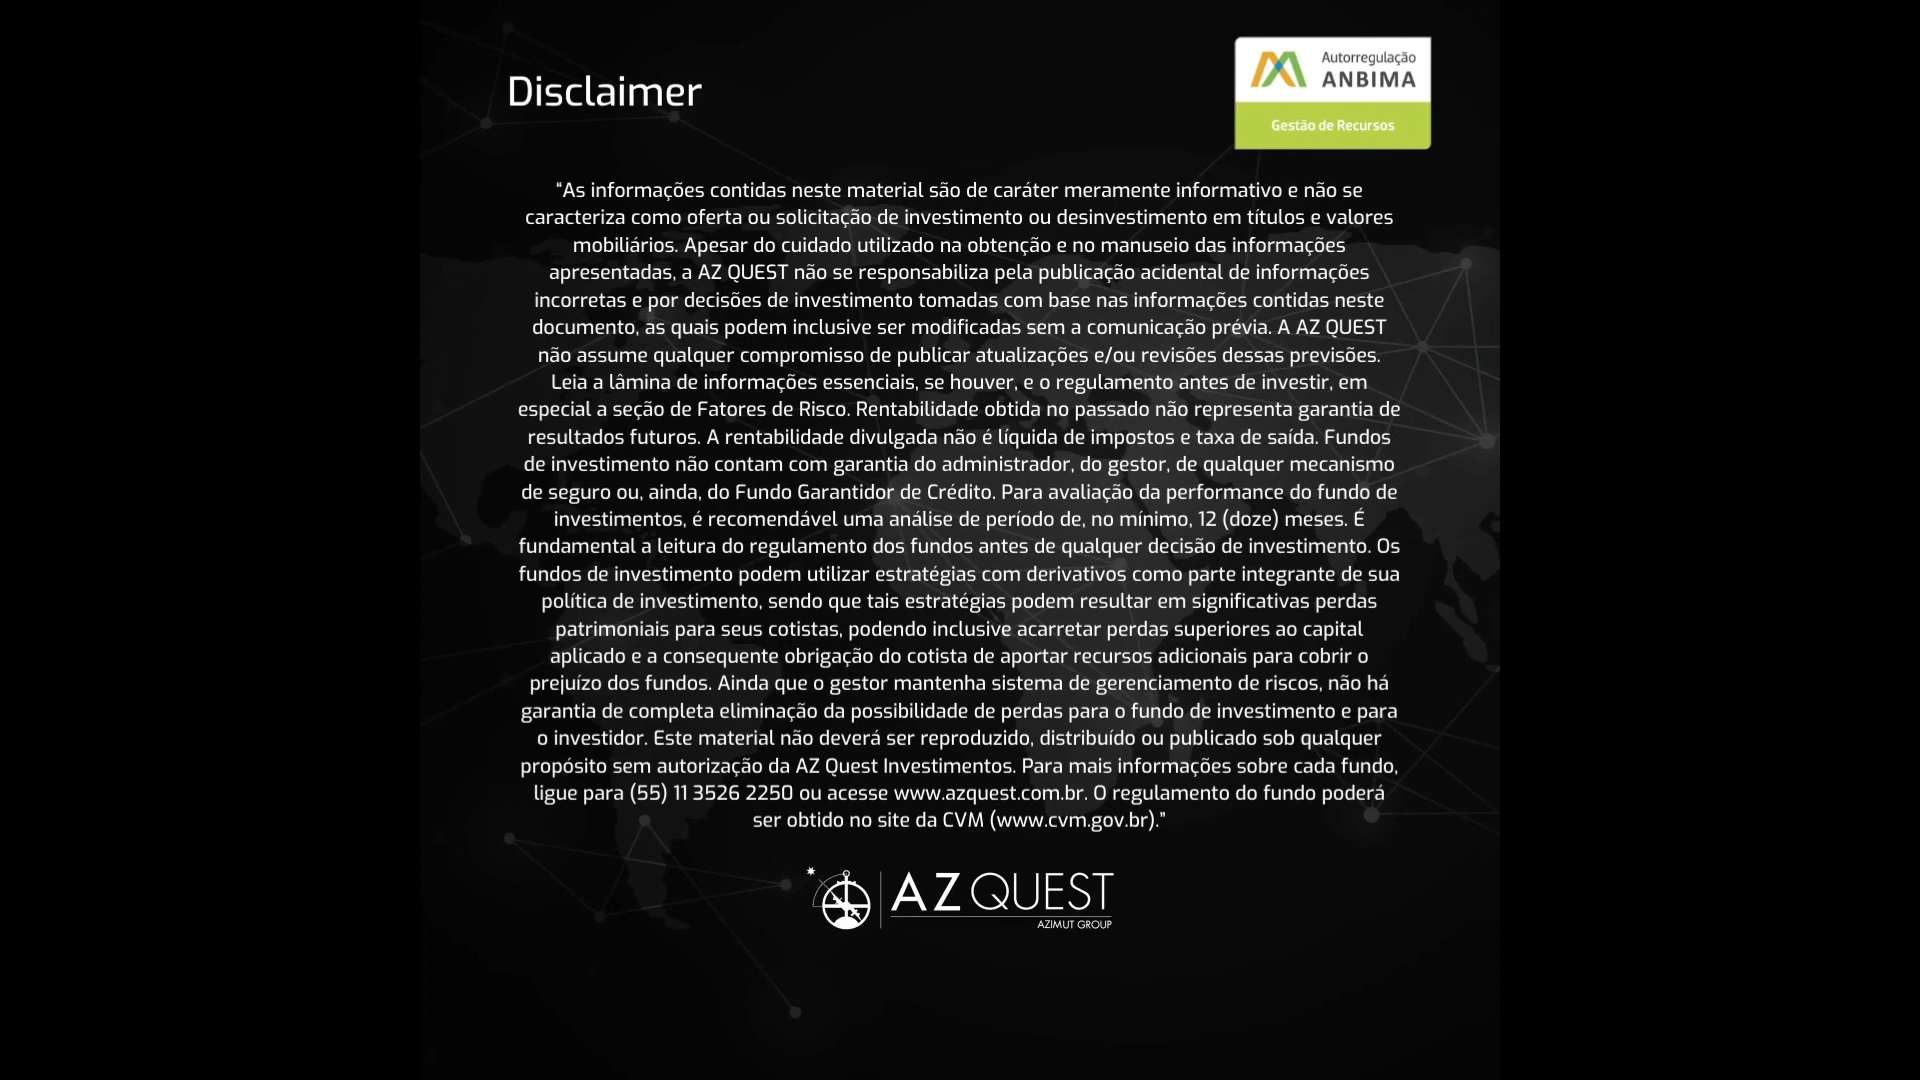 Disclaimer
Autorregulação
ANBIMA
Gestão de Recursos
“As informações contidas neste material são de caráter meramente informativo e não se
caracteriza como oferta ou solicitação de investimento ou desinvestimento em títulos e valores
mobiliários. Apesar do cuidado utilizado na obtenção e no manuseio das informações
apresentadas, a AZ QUEST não se responsabiliza pela publicação acidental de informações
incorretas e por decisões de investimento tomadas com base nas informações contidas neste
documento, as quais podem inclusive ser modificadas sem a comunicação prévia. A AZ QUEST
não assume qualquer compromisso de publicar atualizações e/ou revisões dessas previsões.
Leia a lâmina de informações essenciais, se houver, e o regulamento antes de investir, em
especial a seção de Fatores de Risco. Rentabilidade obtida no passado não representa garantia de
resultados futuros. A rentabilidade divulgada não é líquida de impostos e taxa de saída. Fundos
de investimento não contam com garantia do administrador, do gestor, de qualquer mecanismo
de seguro ou, ainda, do Fundo Garantidor de Crédito. Para avaliação da performance do fundo de
investimentos, é recomendável uma análise de período de, no mínimo, 12 (doze) meses. É
fundamental a leitura do regulamento dos fundos antes de qualquer decisão de investimento. Os
fundos de investimento podem utilizar estratégias com derivativos como parte integrante de sua
política de investimento, sendo que tais estratégias podem resultar em significativas perdas
patrimoniais para seus cotistas, podendo inclusive acarretar perdas superiores ao capital
aplicado e a consequente obrigação do cotista de aportar recursos adicionais para cobrir o
prejuízo dos fundos. Ainda que o gestor mantenha sistema de gerenciamento de riscos, não há
garantia de completa eliminação da possibilidade de perdas para o fundo de investimento e para
o investidor. Este material não deverá ser reproduzido, distribuído ou publicado sob qualquer
propósito sem autorização da AZ Quest Investimentos. Para mais informações sobre cada fundo,
ligue para (55) 11 3526 2250 ou acesse www.azquest.com.br. O regulamento do fundo poderá
ser obtido no site da CVM (www.cvm.gov.br).”
AZ QUEST
AZIMUT GROUP